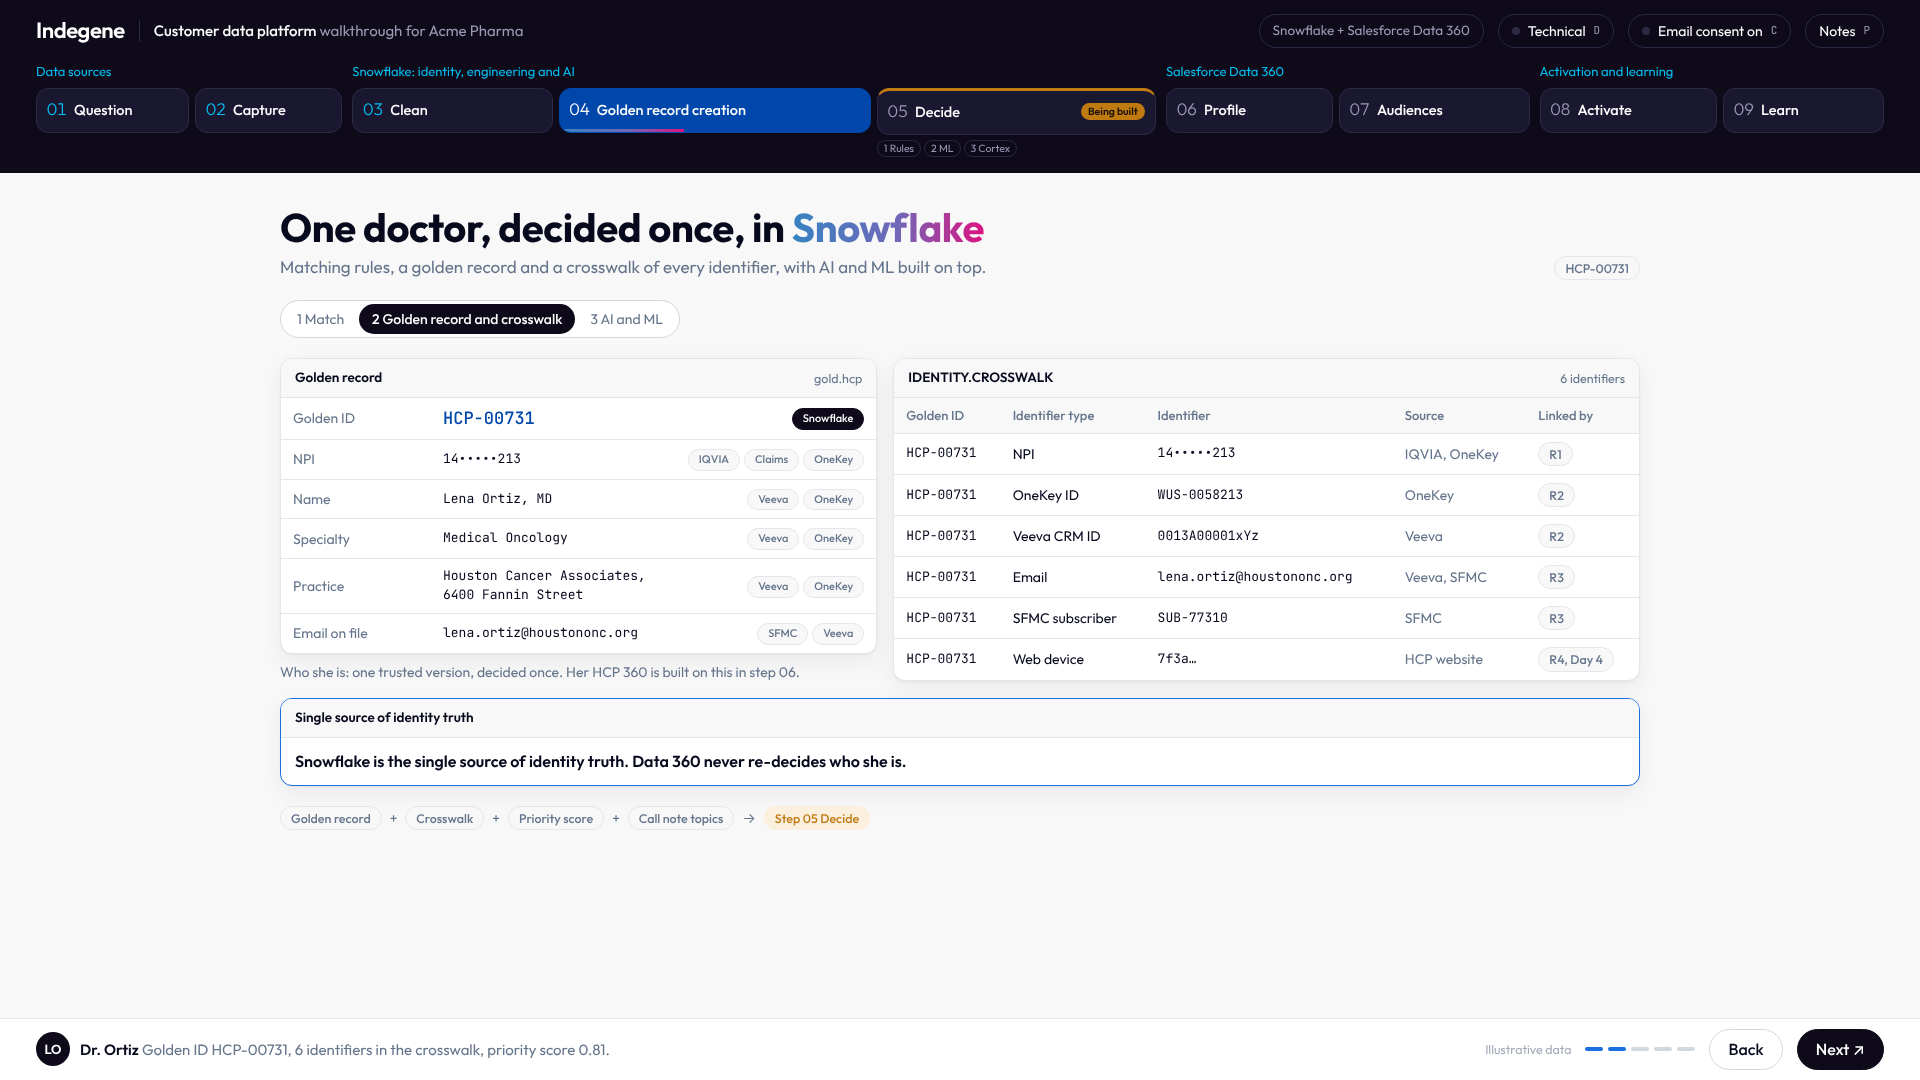 Indegene
Customer data platform walkthrough for Acme Pharma
Snowflake + Salesforce Data 360
Technical D
Email consent on C
Notes P
Data sources
Snowflake: identity, engineering and AI
Salesforce Data 360
Activation and learning
01 Question
02 Capture
03 Clean
04 Golden record creation
05 Decide
Being built
06 Profile
07 Audiences
08 Activate
09 Learn
1 Rules
2 ML
3 Cortex
One doctor, decided once, in Snowflake
Matching rules, a golden record and a crosswalk of every identifier, with AI and ML built on top.
HCP-00731
1 Match
2 Golden record and crosswalk
3 AI and ML
Golden record
gold.hcp
Golden ID HCP-00731 Snowflake
NPI 14•••••213 IQVIA Claims OneKey
Name Lena Ortiz, MD Veeva OneKey
Specialty Medical Oncology Veeva OneKey
Practice Houston Cancer Associates,
6400 Fannin Street Veeva OneKey
Email on file lena.ortiz@houstononc.org SFMC Veeva
Who she is: one trusted version, decided once. Her HCP 360 is built on this in step 06.
IDENTITY.CROSSWALK
6 identifiers
Golden ID Identifier type Identifier Source Linked by
HCP-00731 NPI 14•••••213 IQVIA, OneKey R1
HCP-00731 OneKey ID WUS-0058213 OneKey R2
HCP-00731 Veeva CRM ID 0013A00001xYz Veeva R2
HCP-00731 Email lena.ortiz@houstononc.org Veeva, SFMC R3
HCP-00731 SFMC subscriber SUB-77310 SFMC R3
HCP-00731 Web device 7f3a… HCP website R4, Day 4
Single source of identity truth
Snowflake is the single source of identity truth. Data 360 never re-decides who she is.
Golden record + Crosswalk + Priority score + Call note topics → Step 05 Decide
LO
Dr. Ortiz Golden ID HCP-00731, 6 identifiers in the crosswalk, priority score 0.81.
Illustrative data
Back
Next ↗